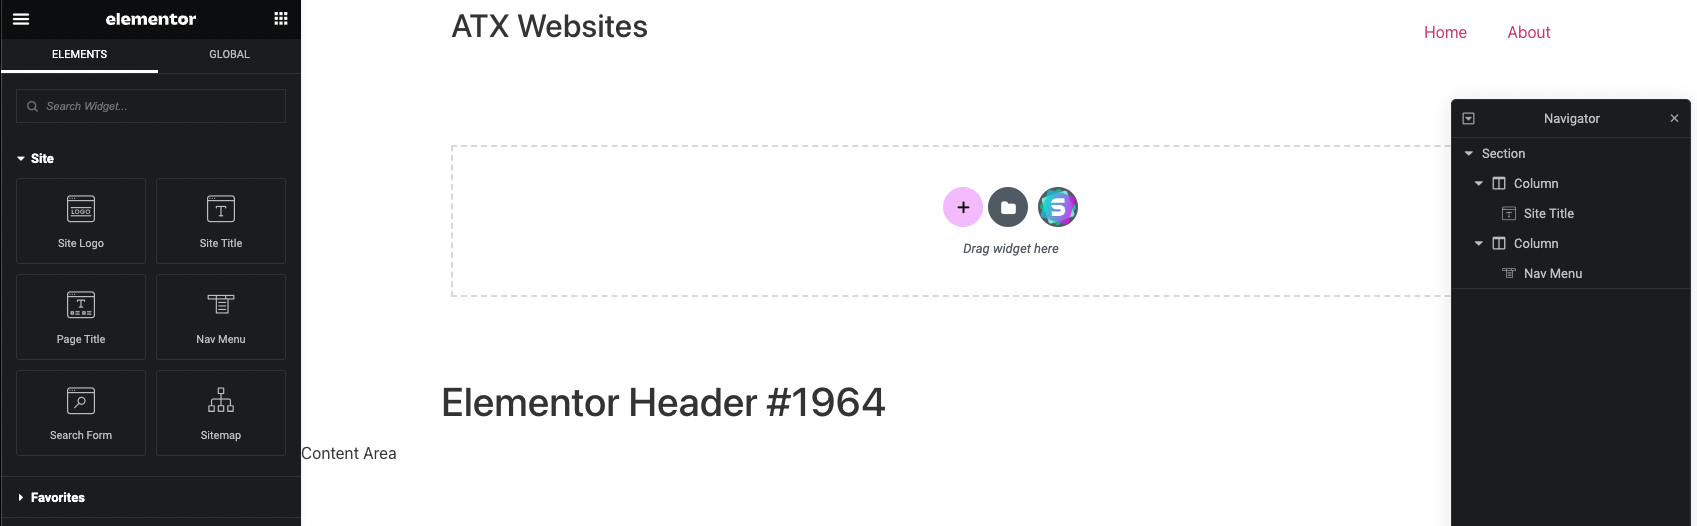 elementor
ELEMENTS GLOBAL
Search Widget...
Site
LOGO
Site Logo Site Title
Page Title Nav Menu
Search Form Sitemap
Favorites
ATX Websites
Home About
Drag widget here
Elementor Header #1964
Content Area
Navigator
Section
Column
Site Title
Column
Nav Menu